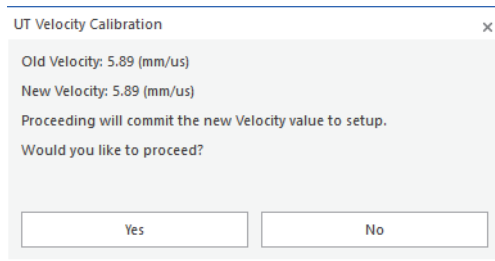 UT Velocity Calibration
Old Velocity: 5.89 (mm/us)
New Velocity: 5.89 (mm/us)
Proceeding will commit the new Velocity value to setup.
Would you like to proceed?
Yes
No